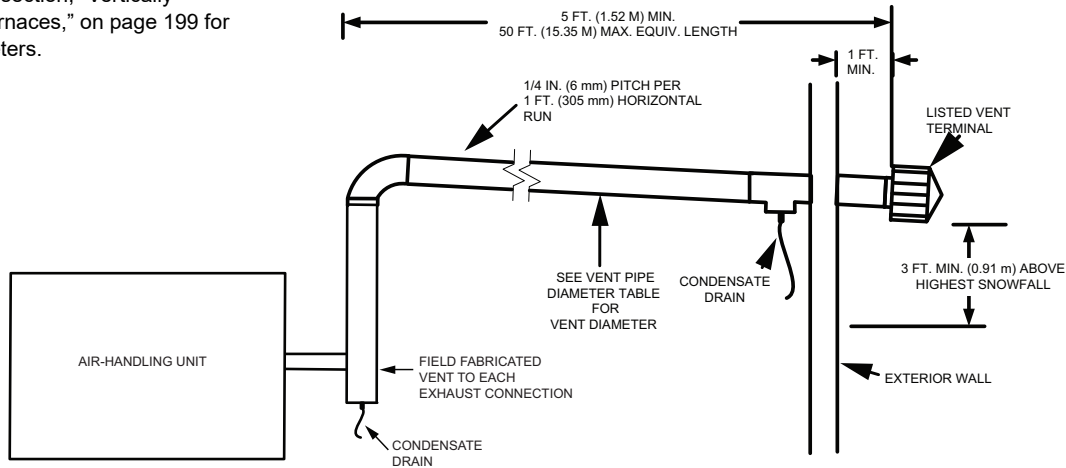 section, "Vertically
rnaces," on page 199 for
ters.
5 FT. (1.52 M) MIN.
50 FT. (15.35 M) MAX. EQUIV. LENGTH
1 FT.
MIN.
1/4 IN. (6 mm) PITCH PER
1 FT. (305 mm) HORIZONTAL
RUN
LISTED VENT
TERMINAL
SEE VENT PIPE
DIAMETER TABLE
FOR
VENT DIAMETER
CONDENSATE
DRAIN
3 FT. MIN. (0.91 m) ABOVE
HIGHEST SNOWFALL
AIR-HANDLING UNIT
FIELD FABRICATED
VENT TO EACH
EXHAUST CONNECTION
EXTERIOR WALL
CONDENSATE
DRAIN